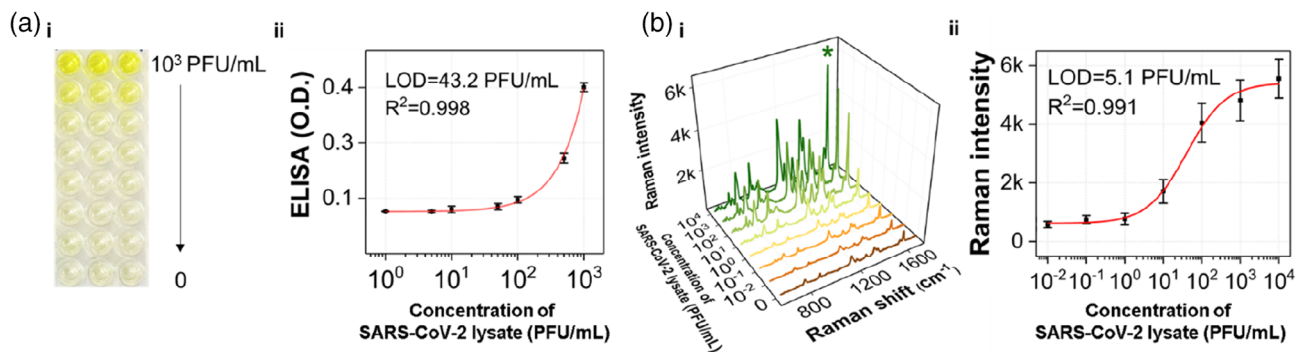 (a) i
10³ PFU/mL
0
ii
LOD=43.2 PFU/mL
R²=0.998
ELISA (O.D.)
0.4
0.3
0.1
10⁰ 10¹ 10² 10³
Concentration of
SARS-CoV-2 lysate (PFU/mL)
(b) i
*
Raman intensity
6k
4k
2k
10⁴
10³
10²
10¹
10⁰
10⁻¹
10⁻²
0
Concentration of
SARS-CoV-2 lysate (PFU/mL)
800 1200 1600
Raman shift (cm⁻¹)
ii
LOD=5.1 PFU/mL
R²=0.991
Raman intensity
6k
4k
2k
0
10⁻² 10⁻¹ 10⁰ 10¹ 10² 10³ 10⁴
Concentration of
SARS-CoV-2 lysate (PFU/mL)